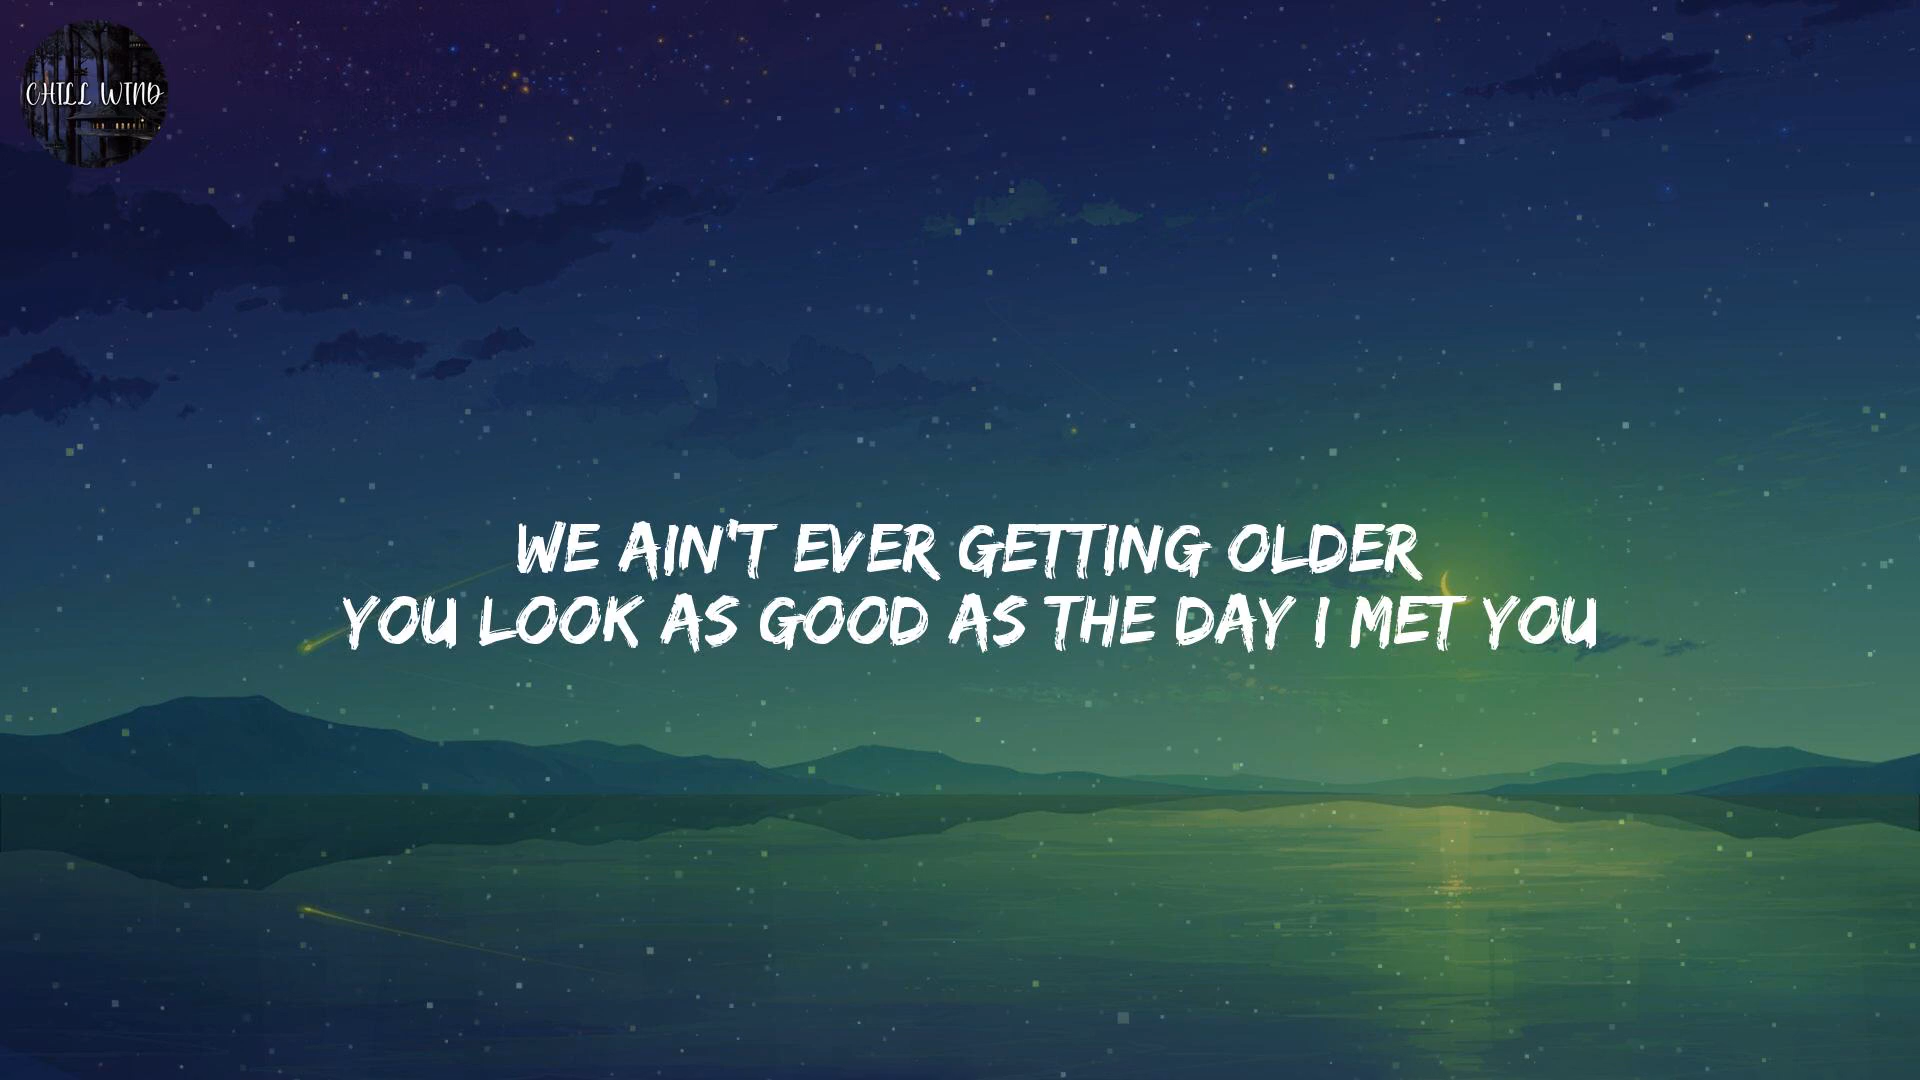 CHILL WIND
WE AIN'T EVER GETTING OLDER
YOU LOOK AS GOOD AS THE DAY I MET YOU